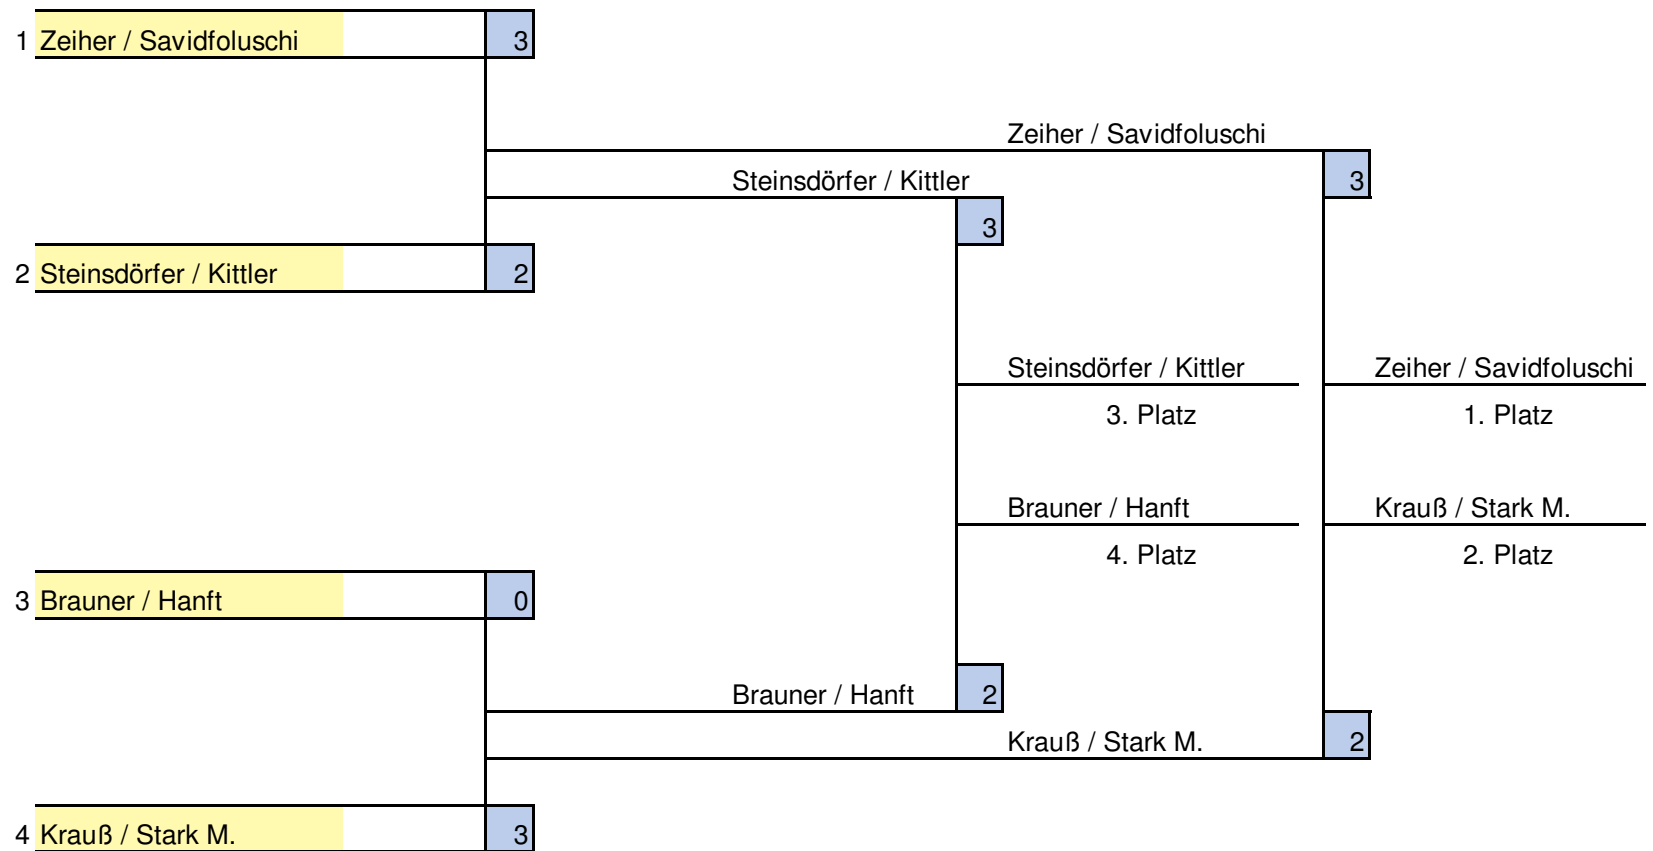 1 Zeiher / Savidfoluschi 3
Zeiher / Savidfoluschi
Steinsdörfer / Kittler 3
3
2 Steinsdörfer / Kittler 2
Steinsdörfer / Kittler Zeiher / Savidfoluschi
3. Platz 1. Platz
Brauner / Hanft Krauß / Stark M.
4. Platz 2. Platz
3 Brauner / Hanft 0
Brauner / Hanft 2
Krauß / Stark M. 2
4 Krauß / Stark M. 3